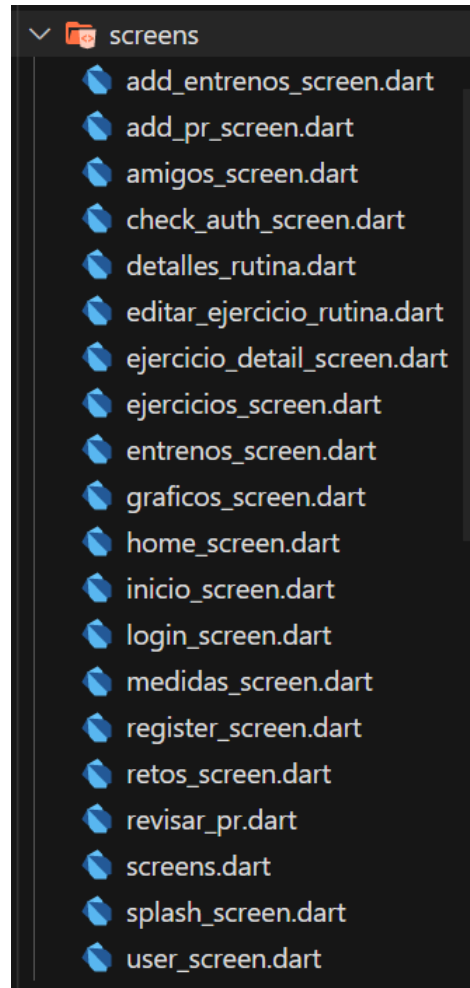 screens
add_entrenos_screen.dart
add_pr_screen.dart
amigos_screen.dart
check_auth_screen.dart
detalles_rutina.dart
editar_ejercicio_rutina.dart
ejercicio_detail_screen.dart
ejercicios_screen.dart
entrenos_screen.dart
graficos_screen.dart
home_screen.dart
inicio_screen.dart
login_screen.dart
medidas_screen.dart
register_screen.dart
retos_screen.dart
revisar_pr.dart
screens.dart
splash_screen.dart
user_screen.dart